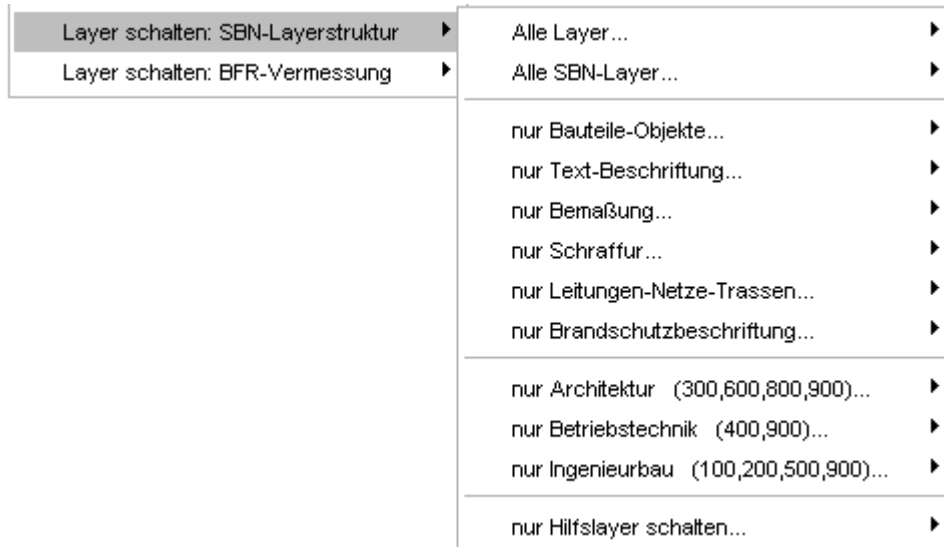 Layer schalten: SBN-Layerstruktur
Layer schalten: BFR-Vermessung
Alle Layer...
Alle SBN-Layer...
nur Bauteile-Objekte...
nur Text-Beschriftung...
nur Bemaßung...
nur Schraffur...
nur Leitungen-Netze-Trassen...
nur Brandschutzbeschriftung...
nur Architektur (300,600,800,900)...
nur Betriebstechnik (400,900)...
nur Ingenieurbau (100,200,500,900)...
nur Hilfslayer schalten...